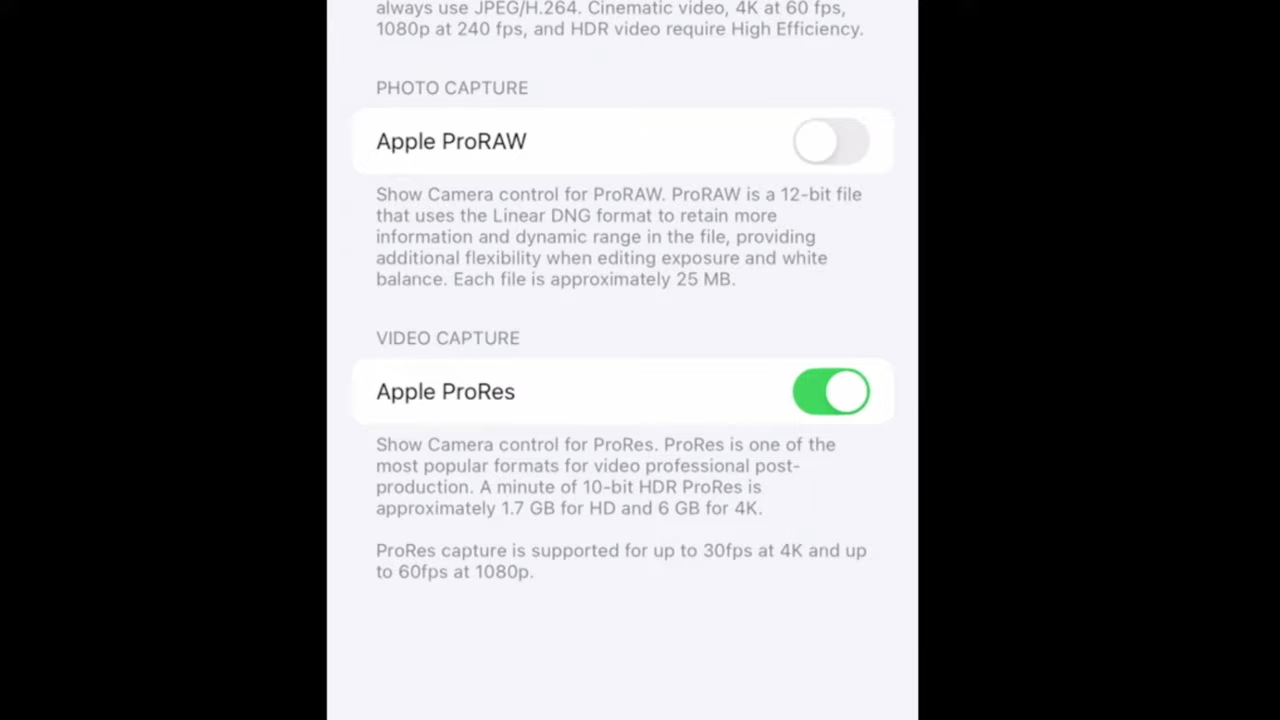 always use JPEG/H.264. Cinematic video, 4K at 60 fps,
1080p at 240 fps, and HDR video require High Efficiency.
PHOTO CAPTURE
Apple ProRAW
Show Camera control for ProRAW. ProRAW is a 12-bit file
that uses the Linear DNG format to retain more
information and dynamic range in the file, providing
additional flexibility when editing exposure and white
balance. Each file is approximately 25 MB.
VIDEO CAPTURE
Apple ProRes
Show Camera control for ProRes. ProRes is one of the
most popular formats for video professional post-
production. A minute of 10-bit HDR ProRes is
approximately 1.7 GB for HD and 6 GB for 4K.
ProRes capture is supported for up to 30fps at 4K and up
to 60fps at 1080p.